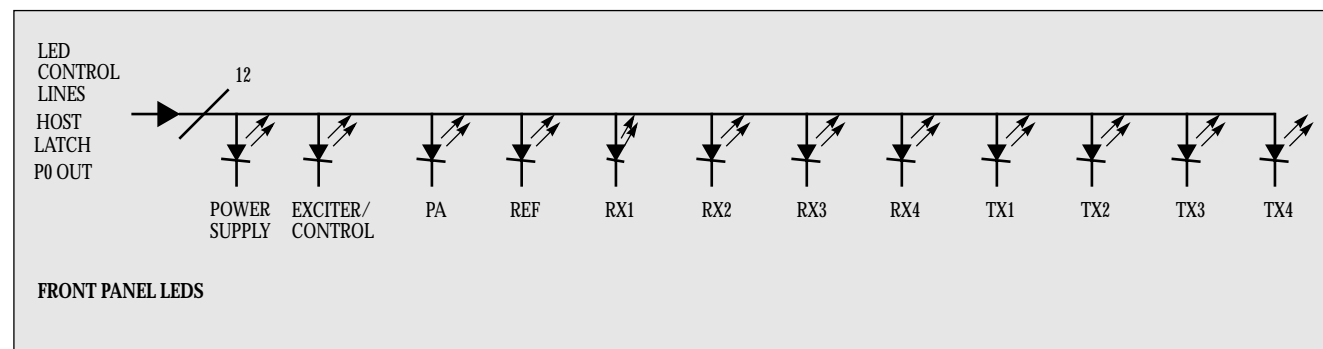 LED
CONTROL
LINES
HOST
LATCH
P0 OUT
12
POWER
SUPPLY
EXCITER/
CONTROL
PA
REF
RX1
RX2
RX3
RX4
TX1
TX2
TX3
TX4
FRONT PANEL LEDS